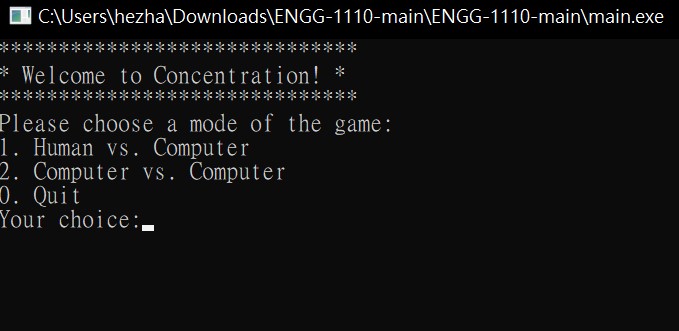 C:\Users\hezha\Downloads\ENGG-1110-main\ENGG-1110-main\main.exe
******************************
* Welcome to Concentration! *
******************************
Please choose a mode of the game:
1. Human vs. Computer
2. Computer vs. Computer
0. Quit
Your choice: